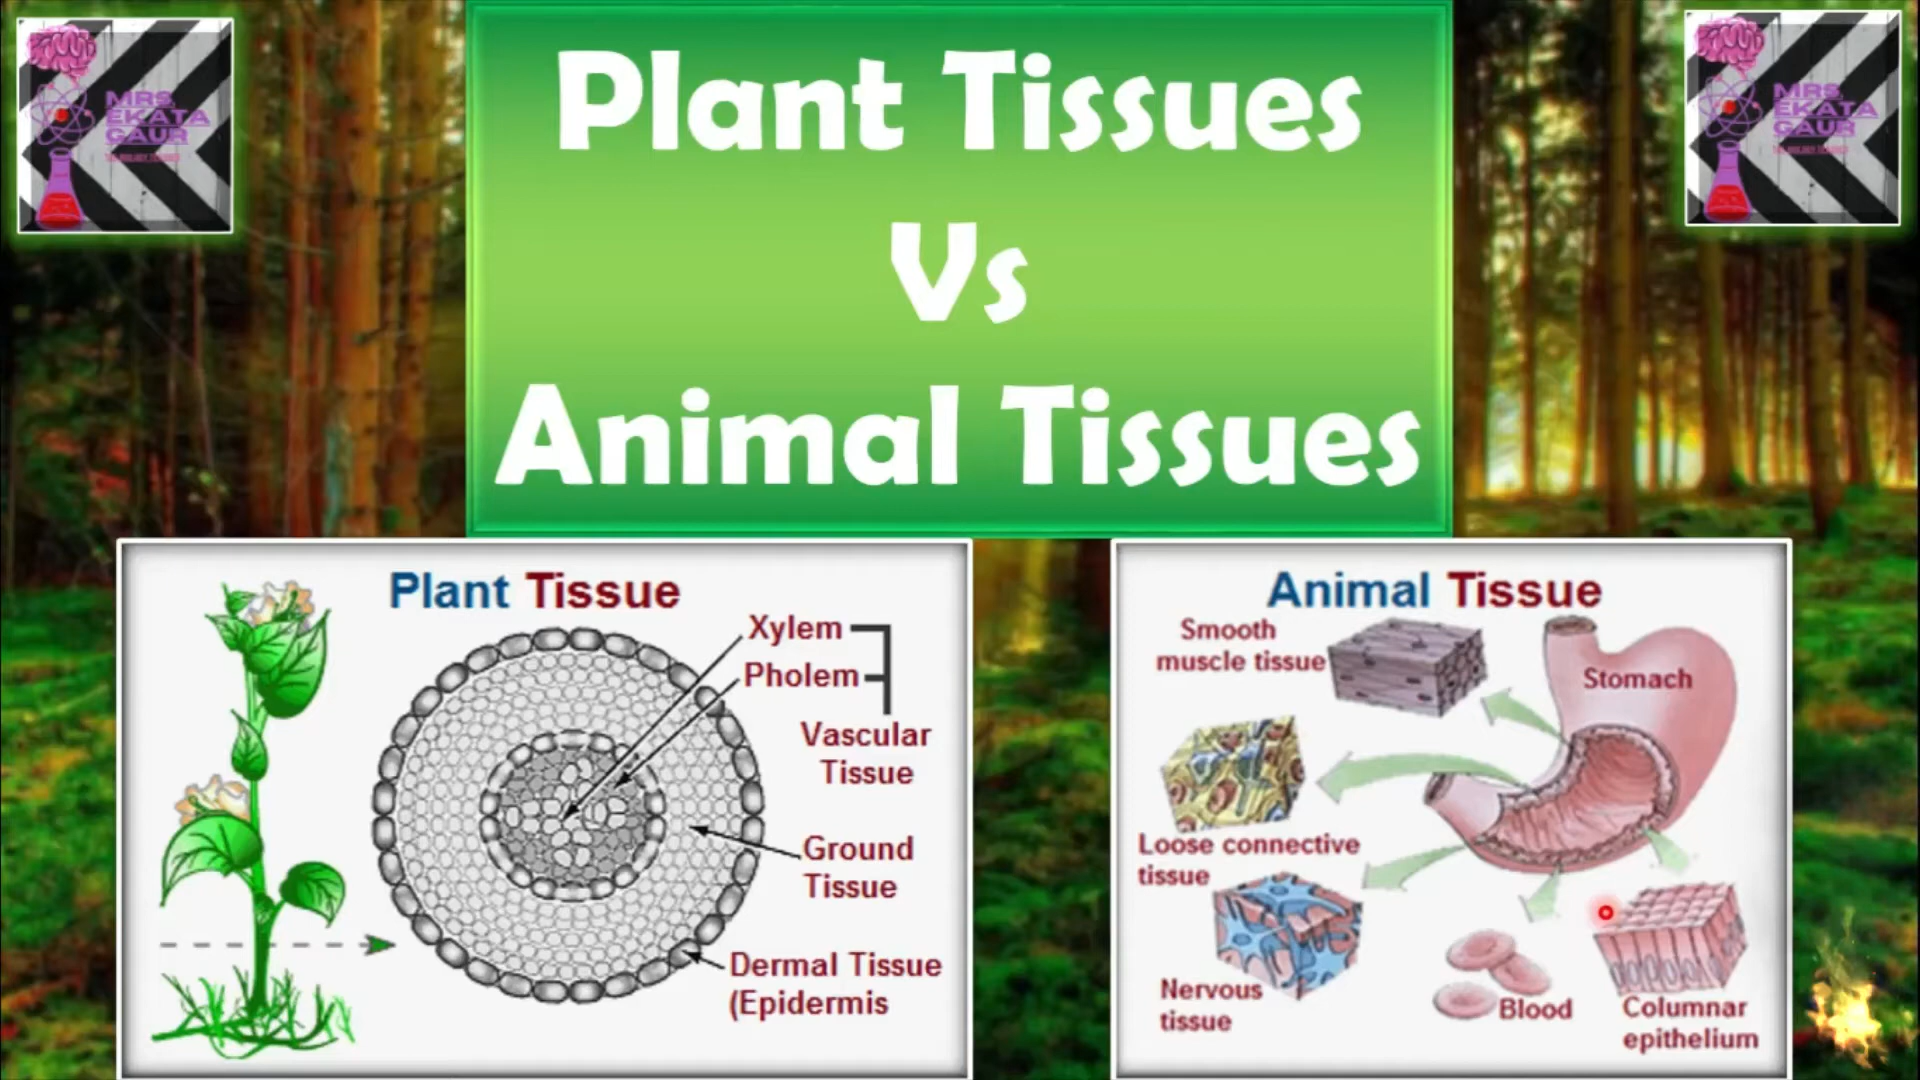 MRS.
EKATA
GAUR
MRS.
EKATA
GAUR
Plant Tissues
Vs
Animal Tissues
Plant Tissue
Xylem
Pholem
Vascular
Tissue
Ground
Tissue
Dermal Tissue
(Epidermis
Animal Tissue
Smooth
muscle tissue
Stomach
Loose connective
tissue
Nervous
tissue
Blood
Columnar
epithelium